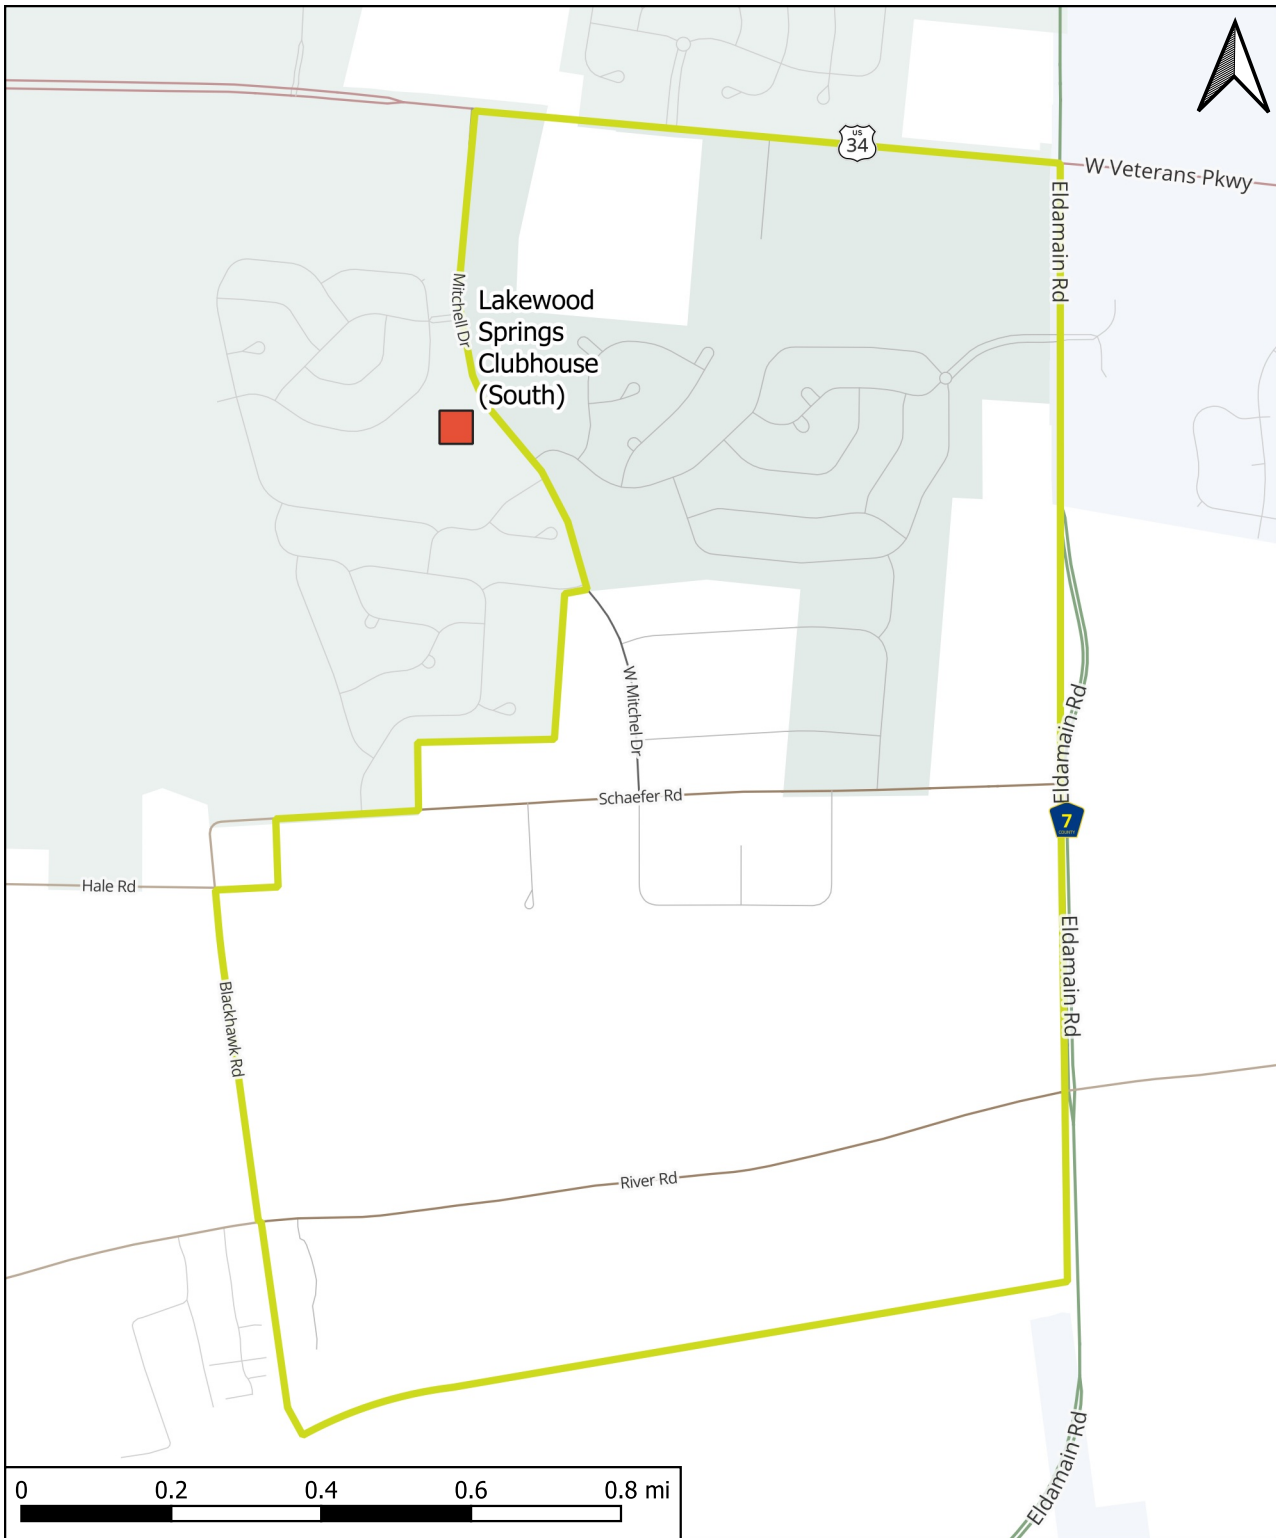 US
34
W Veterans Pkwy
Eldamain Rd
Mitchell Dr
Lakewood
Springs
Clubhouse
(South)
W Mitchel Dr
Eldamain Rd
Schaefer Rd
7
COUNTY
Hale Rd
Eldamain Rd
Blackhawk Rd
River Rd
Eldamain Rd
0 0.2 0.4 0.6 0.8 mi